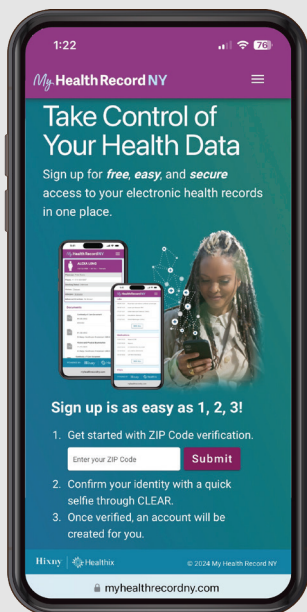 1:22
76
My Health Record NY
Take Control of
Your Health Data
Sign up for free, easy, and secure
access to your electronic health records
in one place.
Sign up is as easy as 1, 2, 3!
1. Get started with ZIP Code verification.
Enter your ZIP Code
Submit
2. Confirm your identity with a quick
selfie through CLEAR.
3. Once verified, an account will be
created for you.
Hixny
Healthix
© 2024 My Health Record NY
myhealthrecordny.com